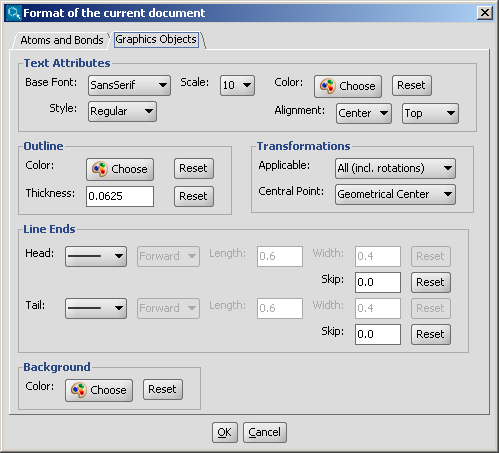 Format of the current document
Atoms and Bonds Graphics Objects
Text Attributes
Base Font: SansSerif Scale: 10 Color: Choose Reset
Style: Regular Alignment: Center Top
Outline
Color: Choose Reset
Thickness: 0.0625 Reset
Transformations
Applicable: All (incl. rotations)
Central Point: Geometrical Center
Line Ends
Head: Forward Length: 0.6 Width: 0.4 Reset
Skip: 0.0 Reset
Tail: Forward Length: 0.6 Width: 0.4 Reset
Skip: 0.0 Reset
Background
Color: Choose Reset
OK Cancel